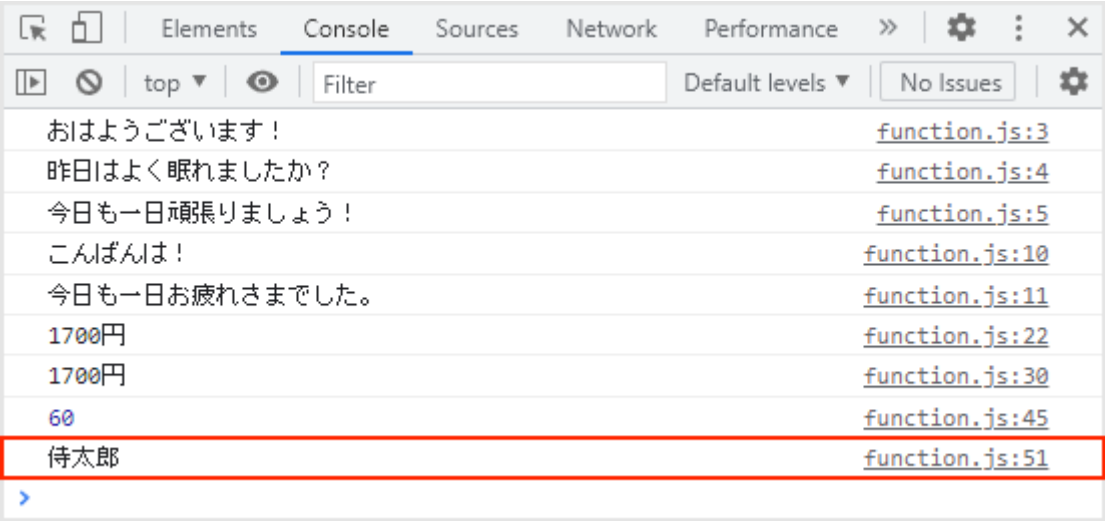 Elements Console Sources Network Performance »
top ▼ Filter Default levels ▼ No Issues
おはようございます! function.js:3
昨日はよく眠れましたか? function.js:4
今日も一日頑張りましょう! function.js:5
こんばんは! function.js:10
今日も一日お疲れさまでした。 function.js:11
1700円 function.js:22
1700円 function.js:30
60 function.js:45
侍太郎 function.js:51